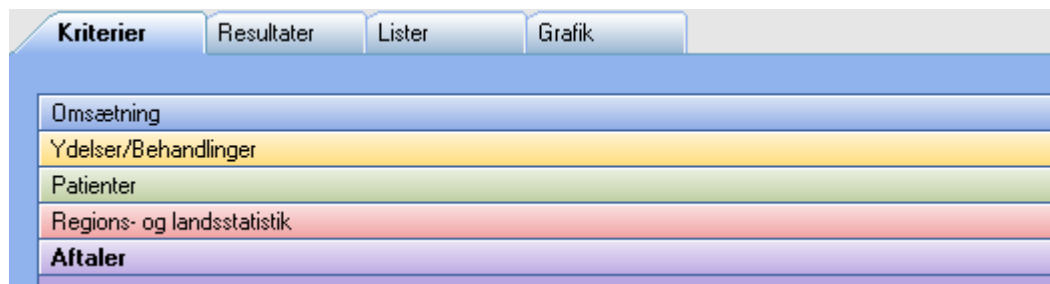 Kriterier Resultater Lister Grafik
Omsætning
Ydelser/Behandlinger
Patienter
Regions- og landsstatistik
Aftaler